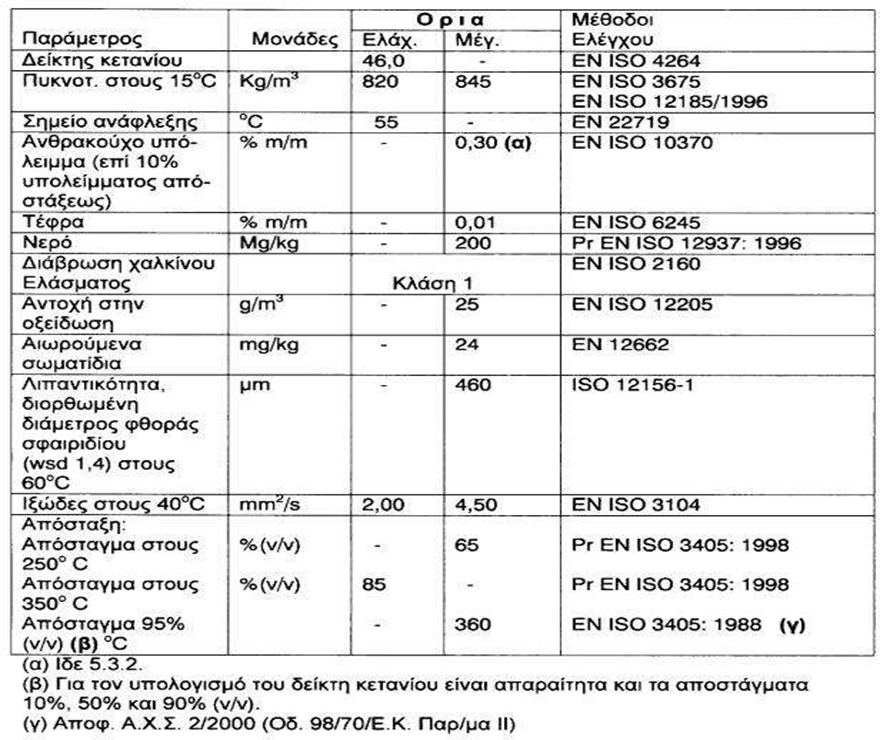 Ο ρ ι α Μέθοδοι
Παράμετρος Μονάδες Ελάχ. Μέγ. Ελέγχου
Δείκτης κετανίου 46,0 - EN ISO 4264
Πυκνοτ. στους 15°C Kg/m³ 820 845 EN ISO 3675
EN ISO 12185/1996
Σημείο ανάφλεξης °C 55 - EN 22719
Ανθρακούχο υπό- % m/m - 0,30 (α) EN ISO 10370
λειμμα (επί 10%
υπολείμματος από-
στάξεως)
Τέφρα % m/m - 0,01 EN ISO 6245
Νερό Mg/kg - 200 Pr EN ISO 12937: 1996
Διάβρωση χαλκίνου EN ISO 2160
Ελάσματος Κλάση 1
Αντοχή στην g/m³ - 25 EN ISO 12205
οξείδωση
Αιωρούμενα mg/kg - 24 EN 12662
σωματίδια
Λιπαντικότητα, μm - 460 ISO 12156-1
διορθωμένη
διάμετρος φθοράς
σφαιριδίου
(wsd 1,4) στους
60°C
Ιξώδες στους 40°C mm²/s 2,00 4,50 EN ISO 3104
Απόσταξη:
Απόσταγμα στους %(v/v) - 65 Pr EN ISO 3405: 1998
250° C
Απόσταγμα στους %(v/v) 85 - Pr EN ISO 3405: 1998
350° C
Απόσταγμα 95% - 360 EN ISO 3405: 1988 (γ)
(v/v) (β) °C
(α) Ιδε 5.3.2.
(β) Για τον υπολογισμό του δείκτη κετανίου είναι απαραίτητα και τα αποστάγματα
10%, 50% και 90% (v/v).
(γ) Αποφ. Α.Χ.Σ. 2/2000 (Οδ. 98/70/Ε.Κ. Παρ/μα ΙΙ)